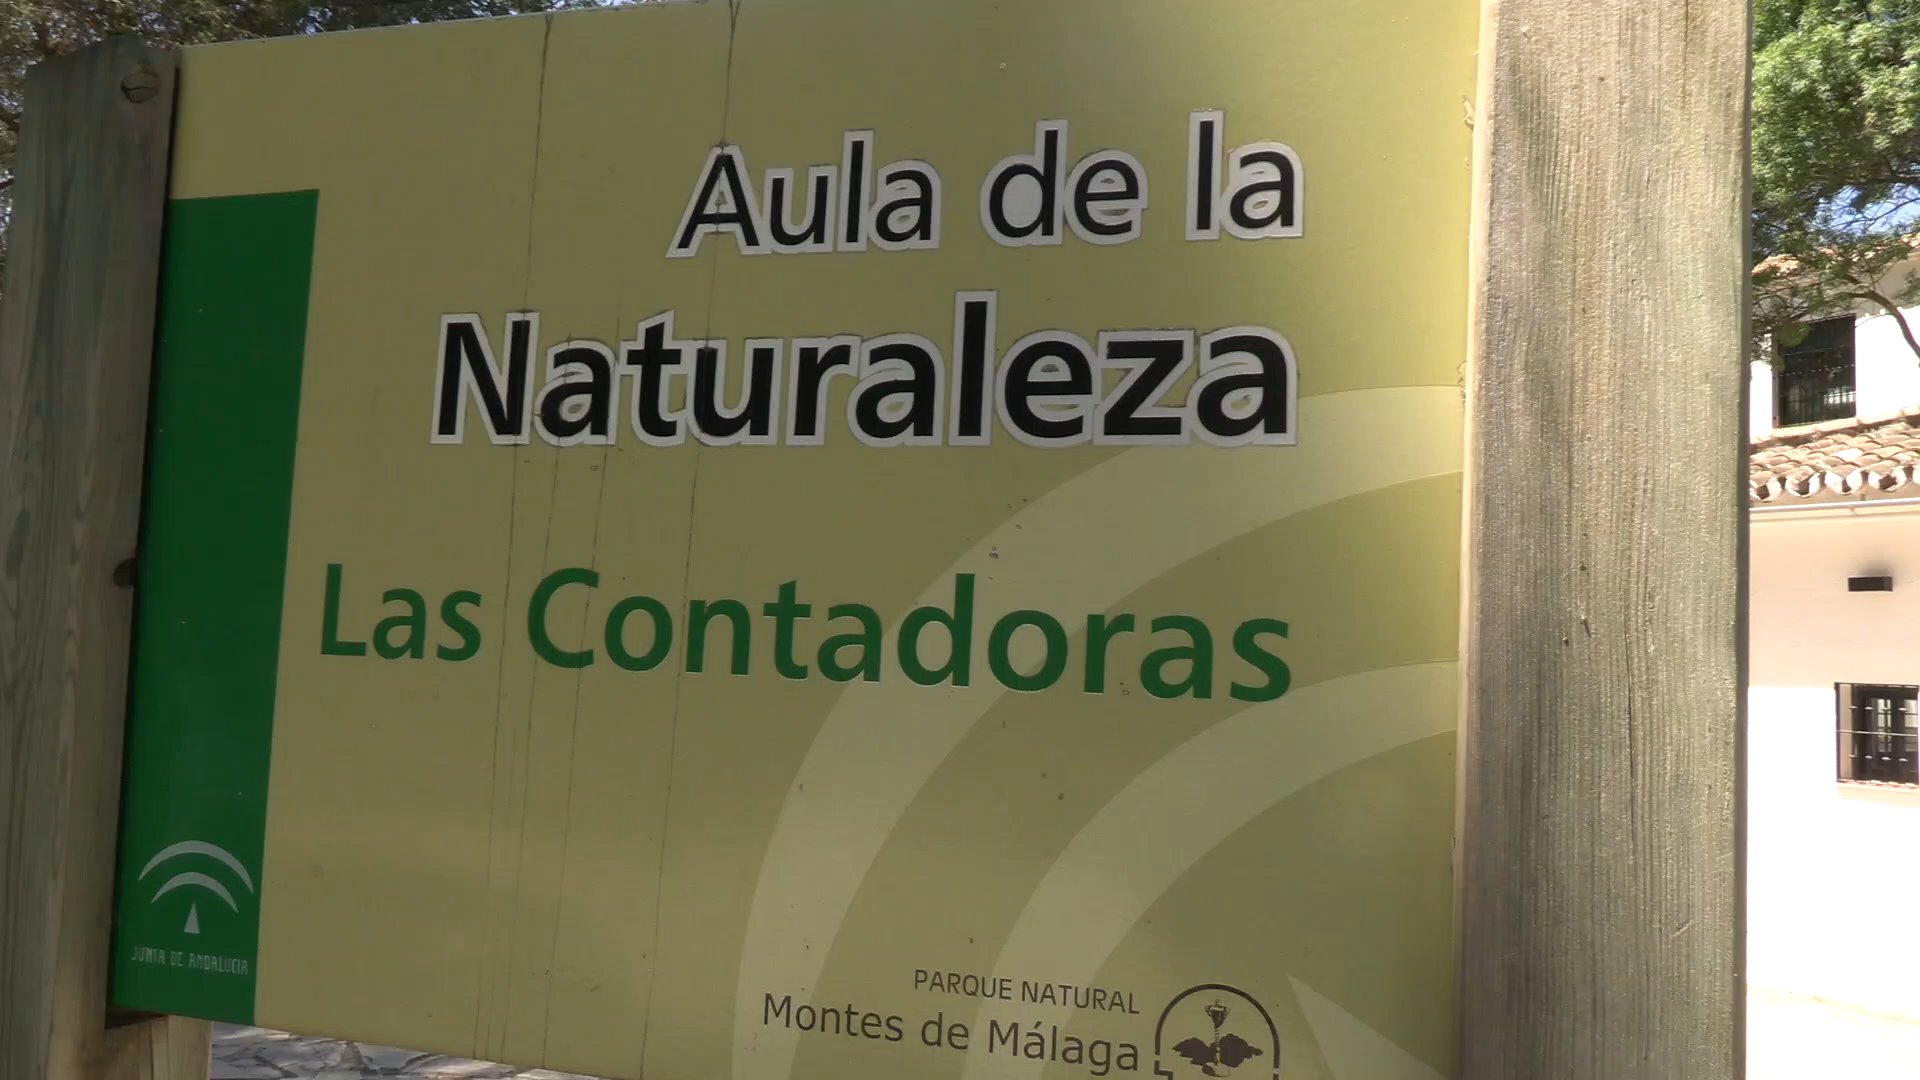 Aula de la
Naturaleza
Las Contadoras
JUNTA DE ANDALUCIA
PARQUE NATURAL
Montes de Málaga